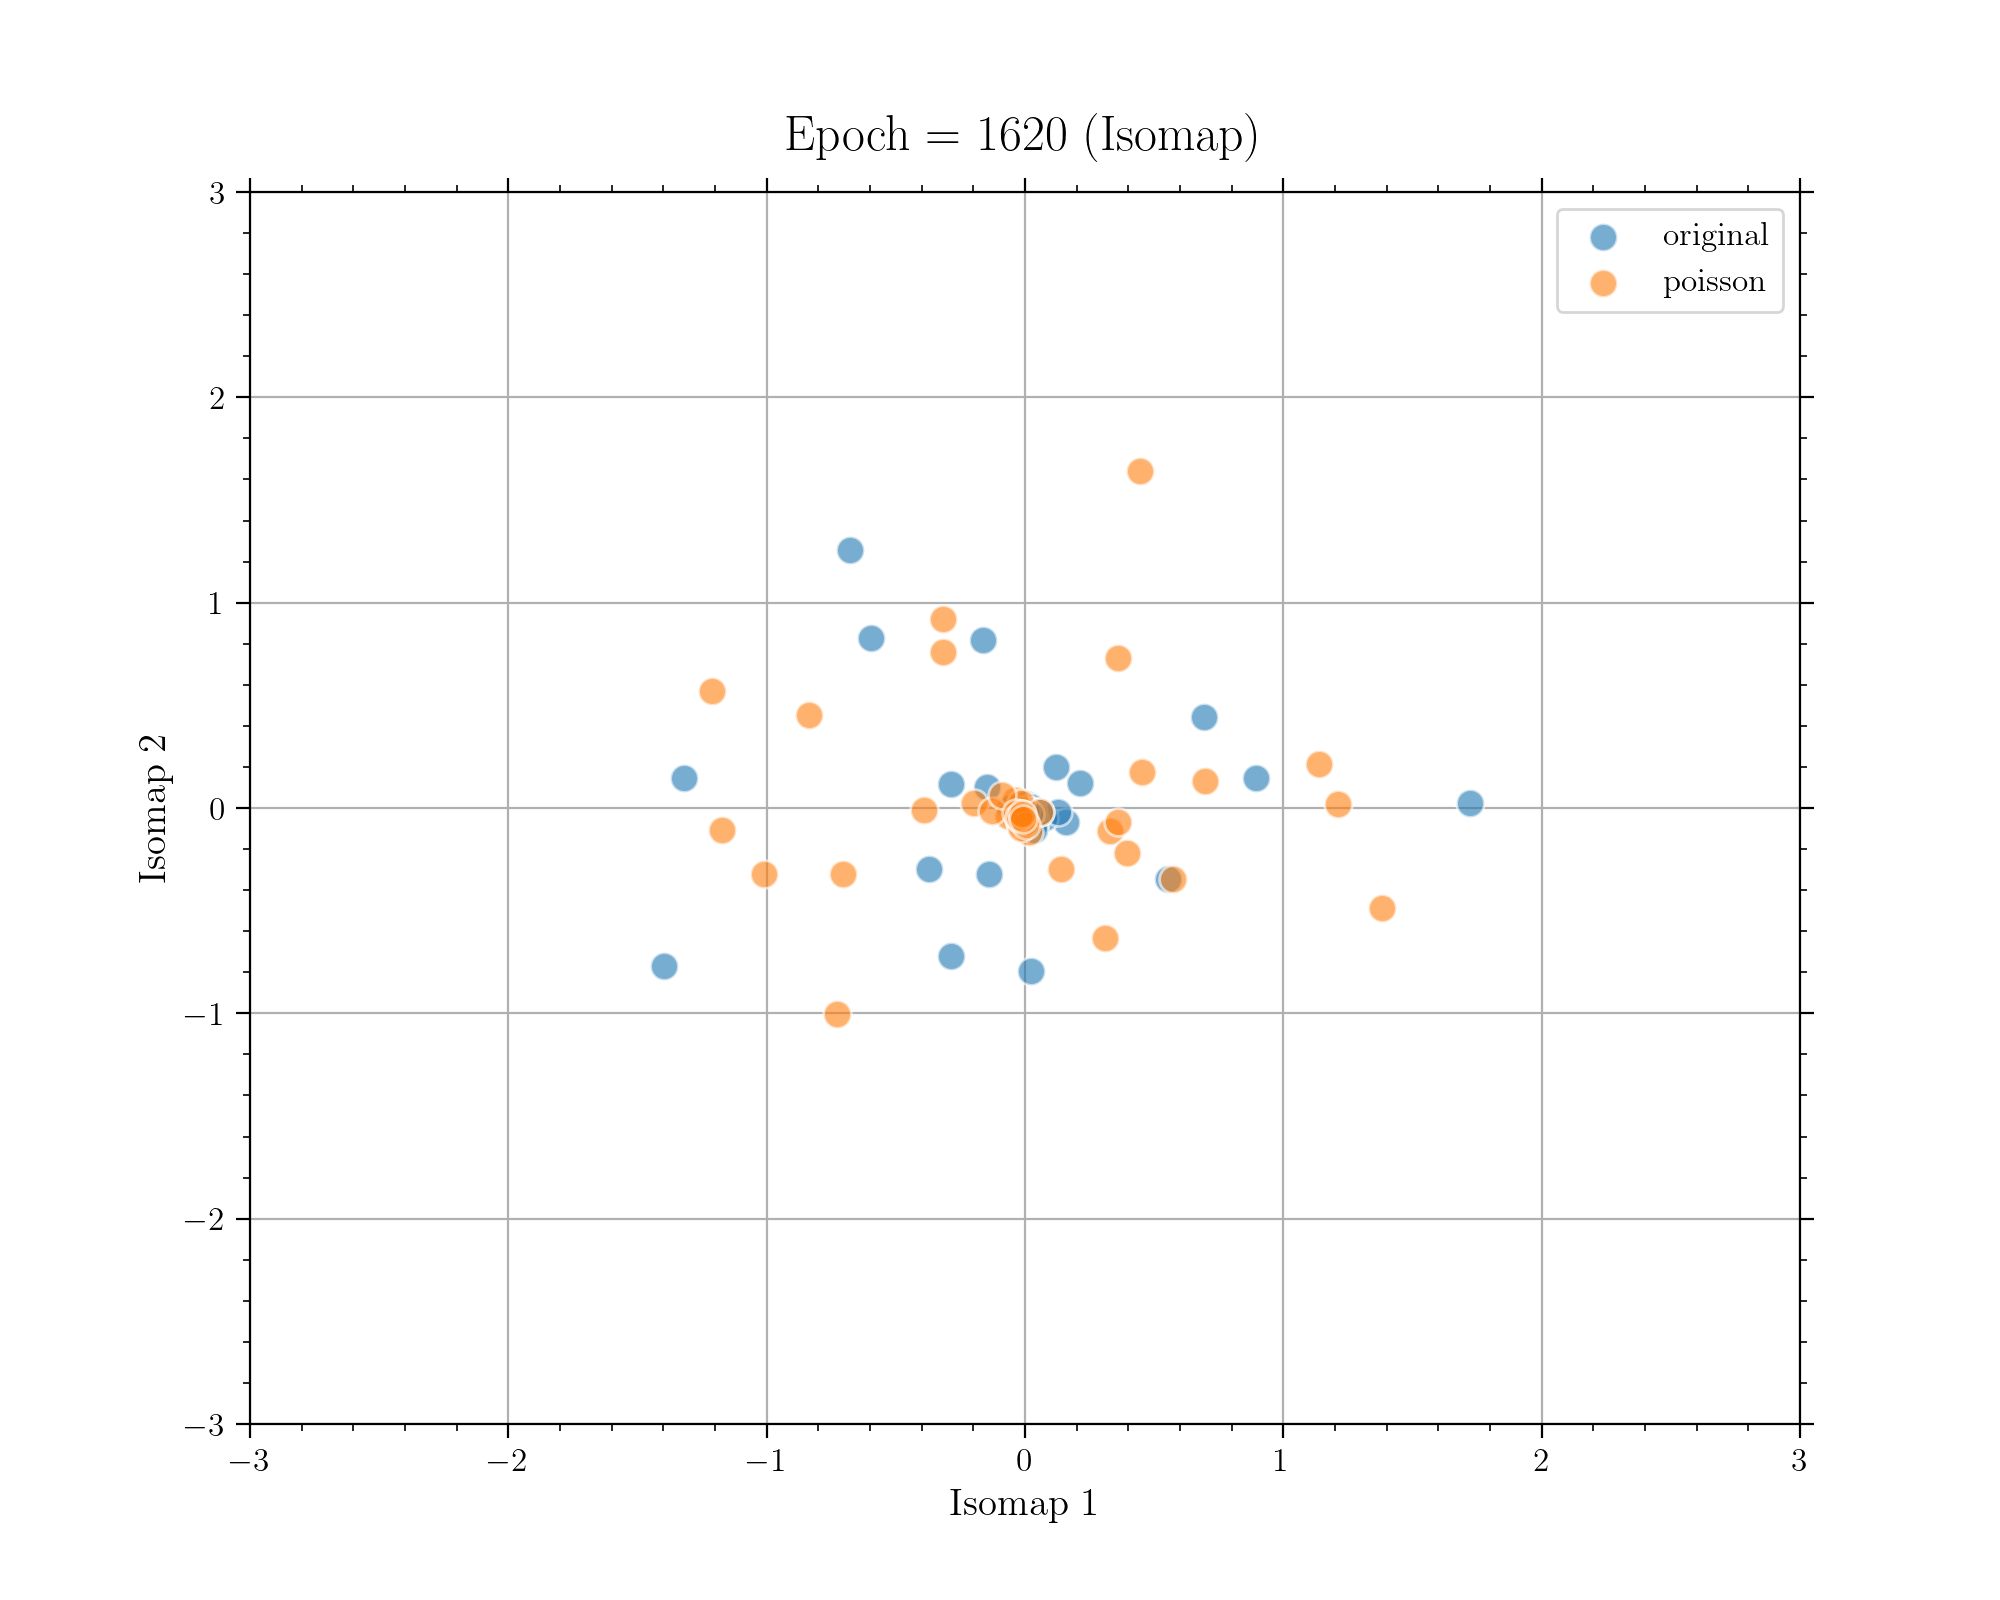 Epoch = 1620 (Isomap)
original
poisson
3
2
1
0
−1
−2
−3
Isomap 2
−3
−2
−1
0
1
2
3
Isomap 1